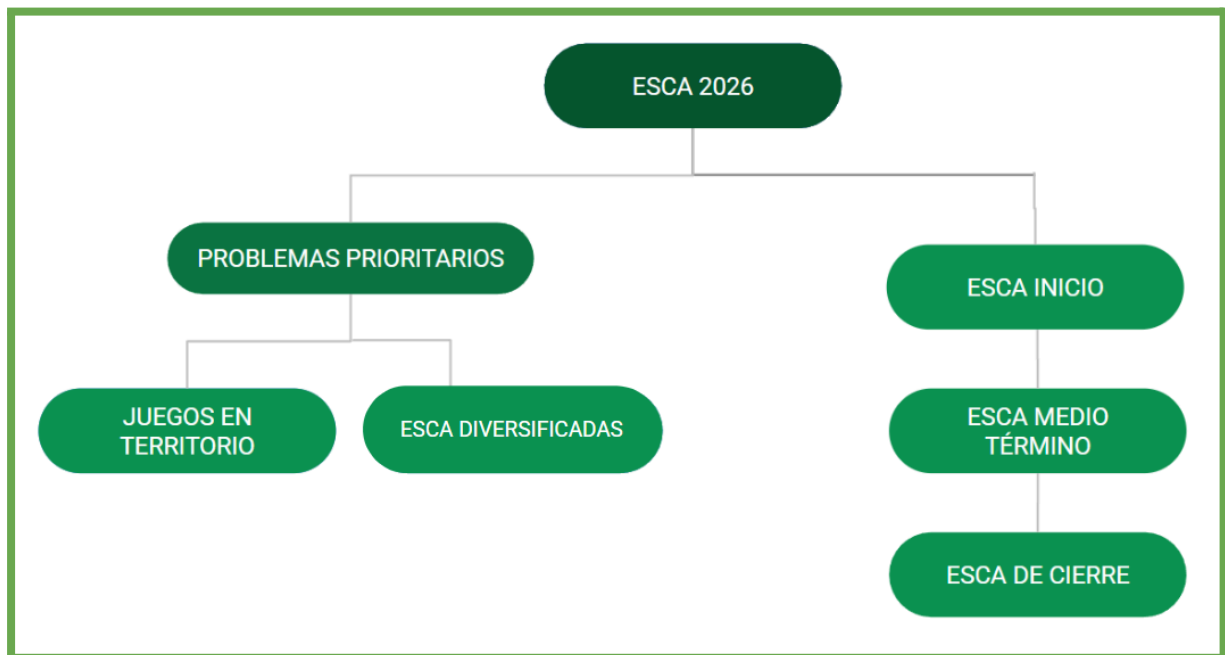 ESCA 2026
PROBLEMAS PRIORITARIOS
JUEGOS EN
TERRITORIO
ESCA DIVERSIFICADAS
ESCA INICIO
ESCA MEDIO
TÉRMINO
ESCA DE CIERRE